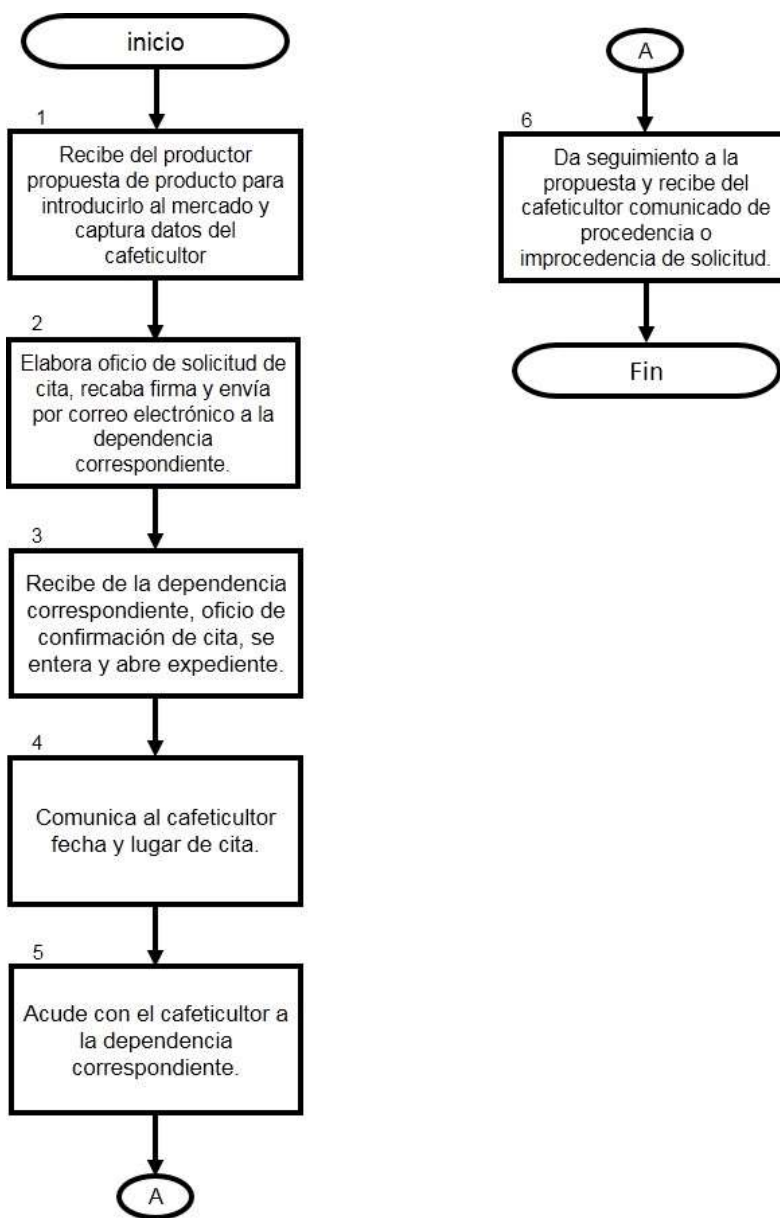 inicio
1
Recibe del productor
propuesta de producto para
introducirlo al mercado y
captura datos del
cafeticultor
2
Elabora oficio de solicitud de
cita, recaba firma y envía
por correo electrónico a la
dependencia
correspondiente.
3
Recibe de la dependencia
correspondiente, oficio de
confirmación de cita, se
entera y abre expediente.
4
Comunica al cafeticultor
fecha y lugar de cita.
5
Acude con el cafeticultor a
la dependencia
correspondiente.
A
A
6
Da seguimiento a la
propuesta y recibe del
cafeticultor comunicado de
procedencia o
improcedencia de solicitud.
Fin